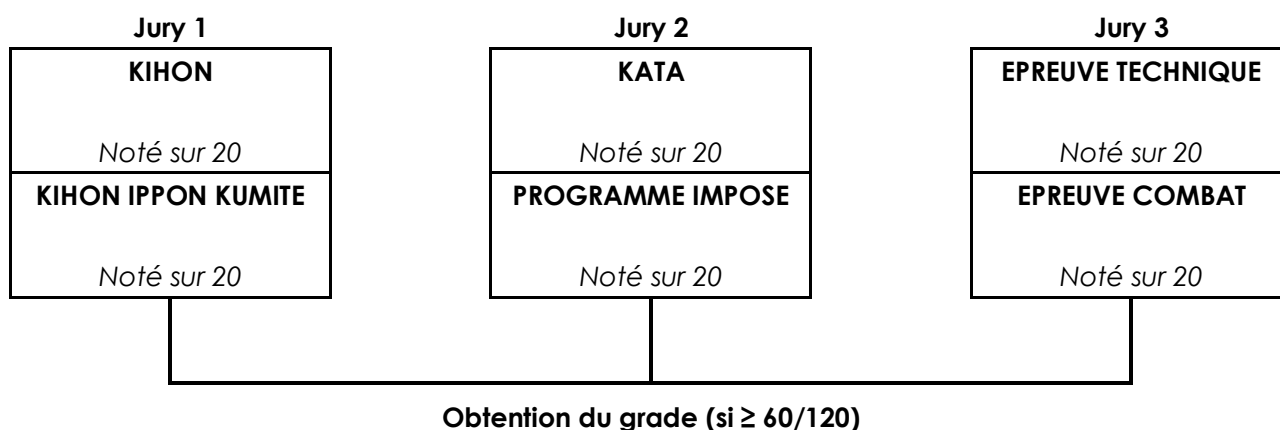 Jury 1
KIHON
Noté sur 20
KIHON IPPON KUMITE
Noté sur 20
Jury 2
KATA
Noté sur 20
PROGRAMME IMPOSE
Noté sur 20
Jury 3
EPREUVE TECHNIQUE
Noté sur 20
EPREUVE COMBAT
Noté sur 20
Obtention du grade (si ≥ 60/120)